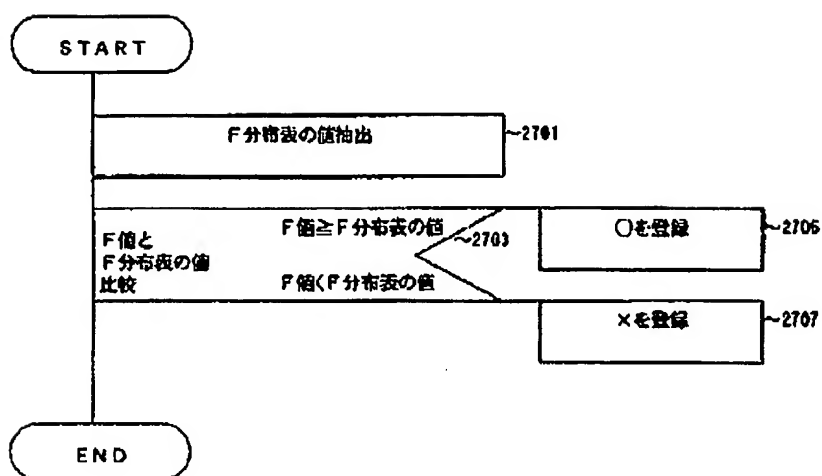 START
F分布表の値抽出
~2701
F値≧F分布表の値
~2703
F値と
F分布表の値
比較
F値<F分布表の値
○を登録
~2706
×を登録
~2707
END